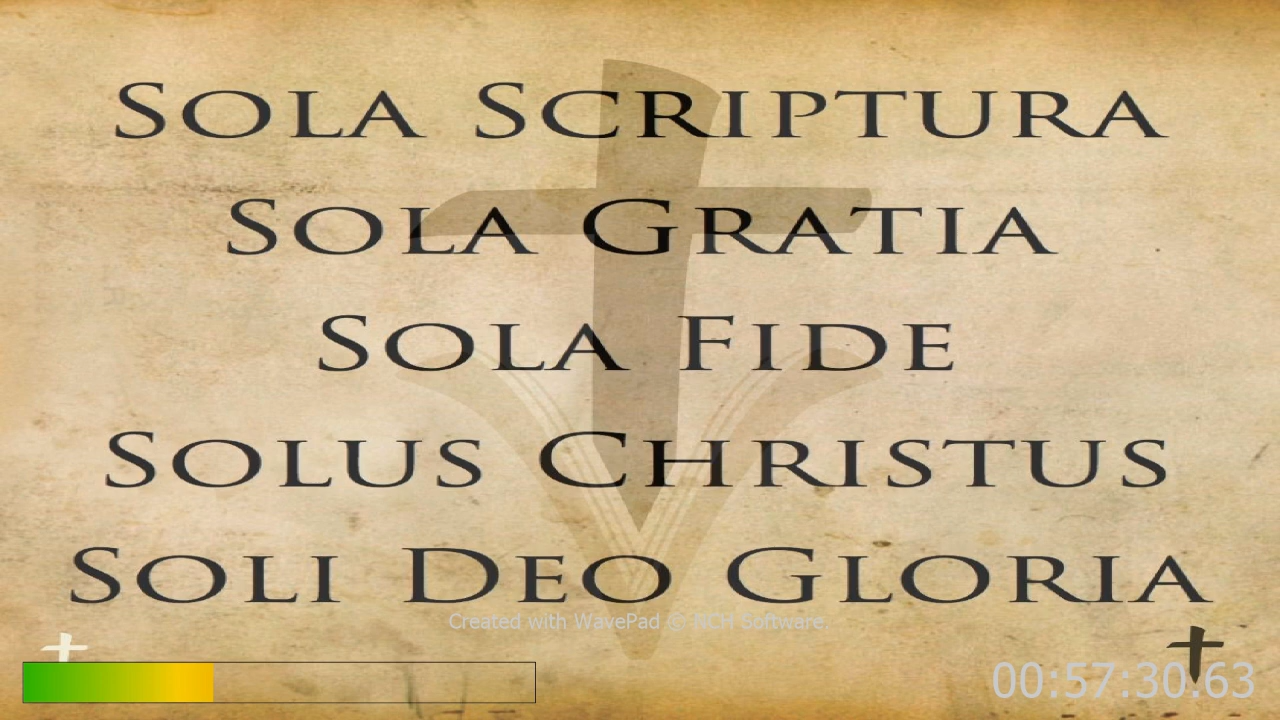 SOLA SCRIPTURA
SOLA GRATIA
SOLA FIDE
SOLUS CHRISTUS
SOLI DEO GLORIA
Created with WavePad © NCH Software
00:57:30.63